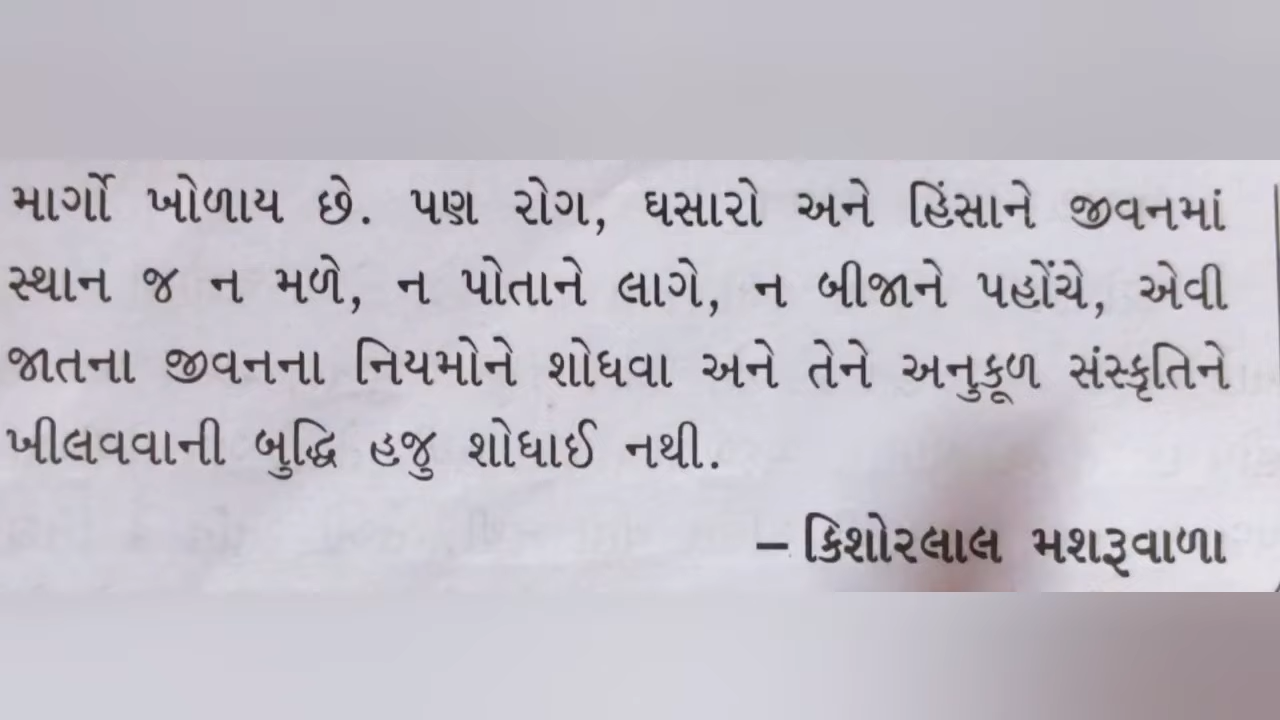 માર્ગો ખોળાય છે. પણ રોગ, ઘસારો અને હિંસાને જીવનમાં
સ્થાન જ ન મળે, ન પોતાને લાગે, ન બીજાને પહોંચે, એવી
જાતના જીવનના નિયમોને શોધવા અને તેને અનુકૂળ સંસ્કૃતિને
ખીલવવાની બુદ્ધિ હજુ શોધાઈ નથી.
– કિશોરલાલ મશરૂવાળા